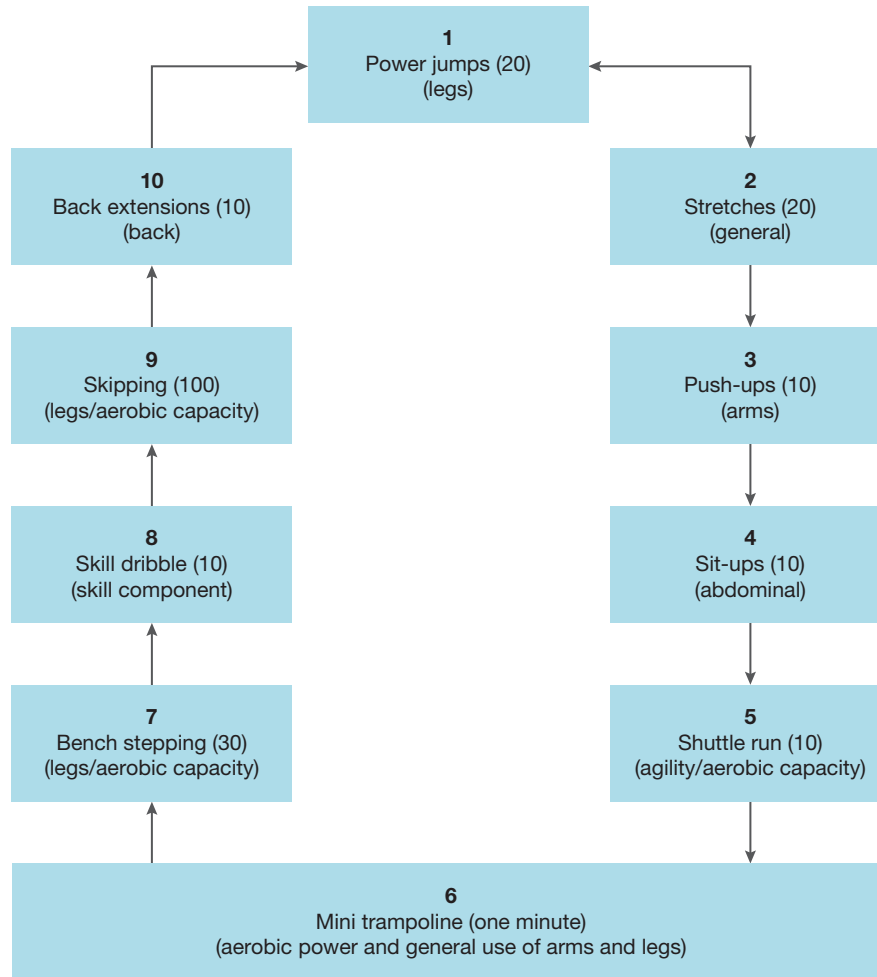 1
Power jumps (20)
(legs)
2
Stretches (20)
(general)
3
Push-ups (10)
(arms)
4
Sit-ups (10)
(abdominal)
5
Shuttle run (10)
(agility/aerobic capacity)
6
Mini trampoline (one minute)
(aerobic power and general use of arms and legs)
7
Bench stepping (30)
(legs/aerobic capacity)
8
Skill dribble (10)
(skill component)
9
Skipping (100)
(legs/aerobic capacity)
10
Back extensions (10)
(back)